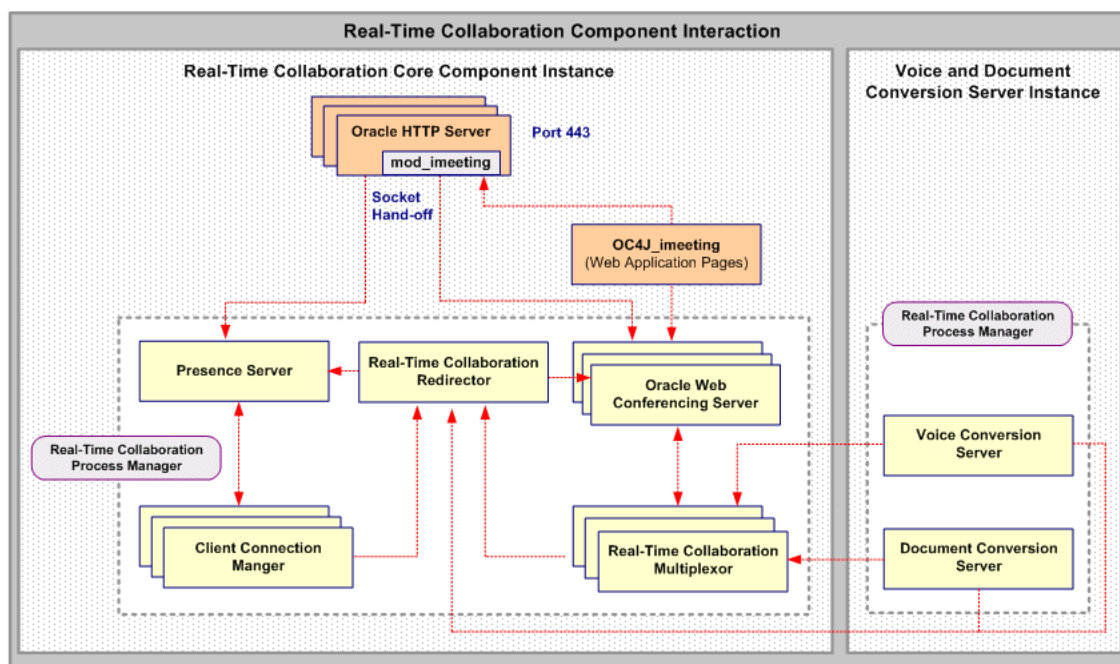 Real-Time Collaboration Component Interaction
Real-Time Collaboration Core Component Instance
Oracle HTTP Server
mod_imeeting
Port 443
Socket
Hand-off
OC4J_imeeting
(Web Application Pages)
Presence Server
Real-Time Collaboration
Redirector
Oracle Web
Conferencing Server
Real-Time Collaboration
Process Manager
Client Connection
Manger
Real-Time Collaboration
Multiplexor
Voice and Document
Conversion Server Instance
Real-Time Collaboration
Process Manager
Voice Conversion
Server
Document Conversion
Server